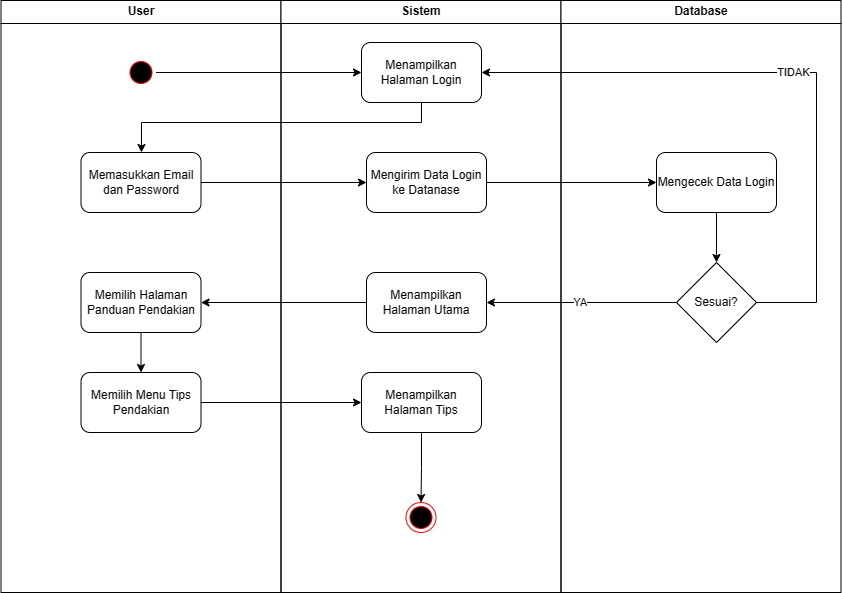 User
Sistem
Database
Menampilkan
Halaman Login
TIDAK
Memasukkan Email
dan Password
Mengirim Data Login
ke Datanase
Mengecek Data Login
Memilih Halaman
Panduan Pendakian
Menampilkan
Halaman Utama
YA
Sesuai?
Memilih Menu Tips
Pendakian
Menampilkan
Halaman Tips